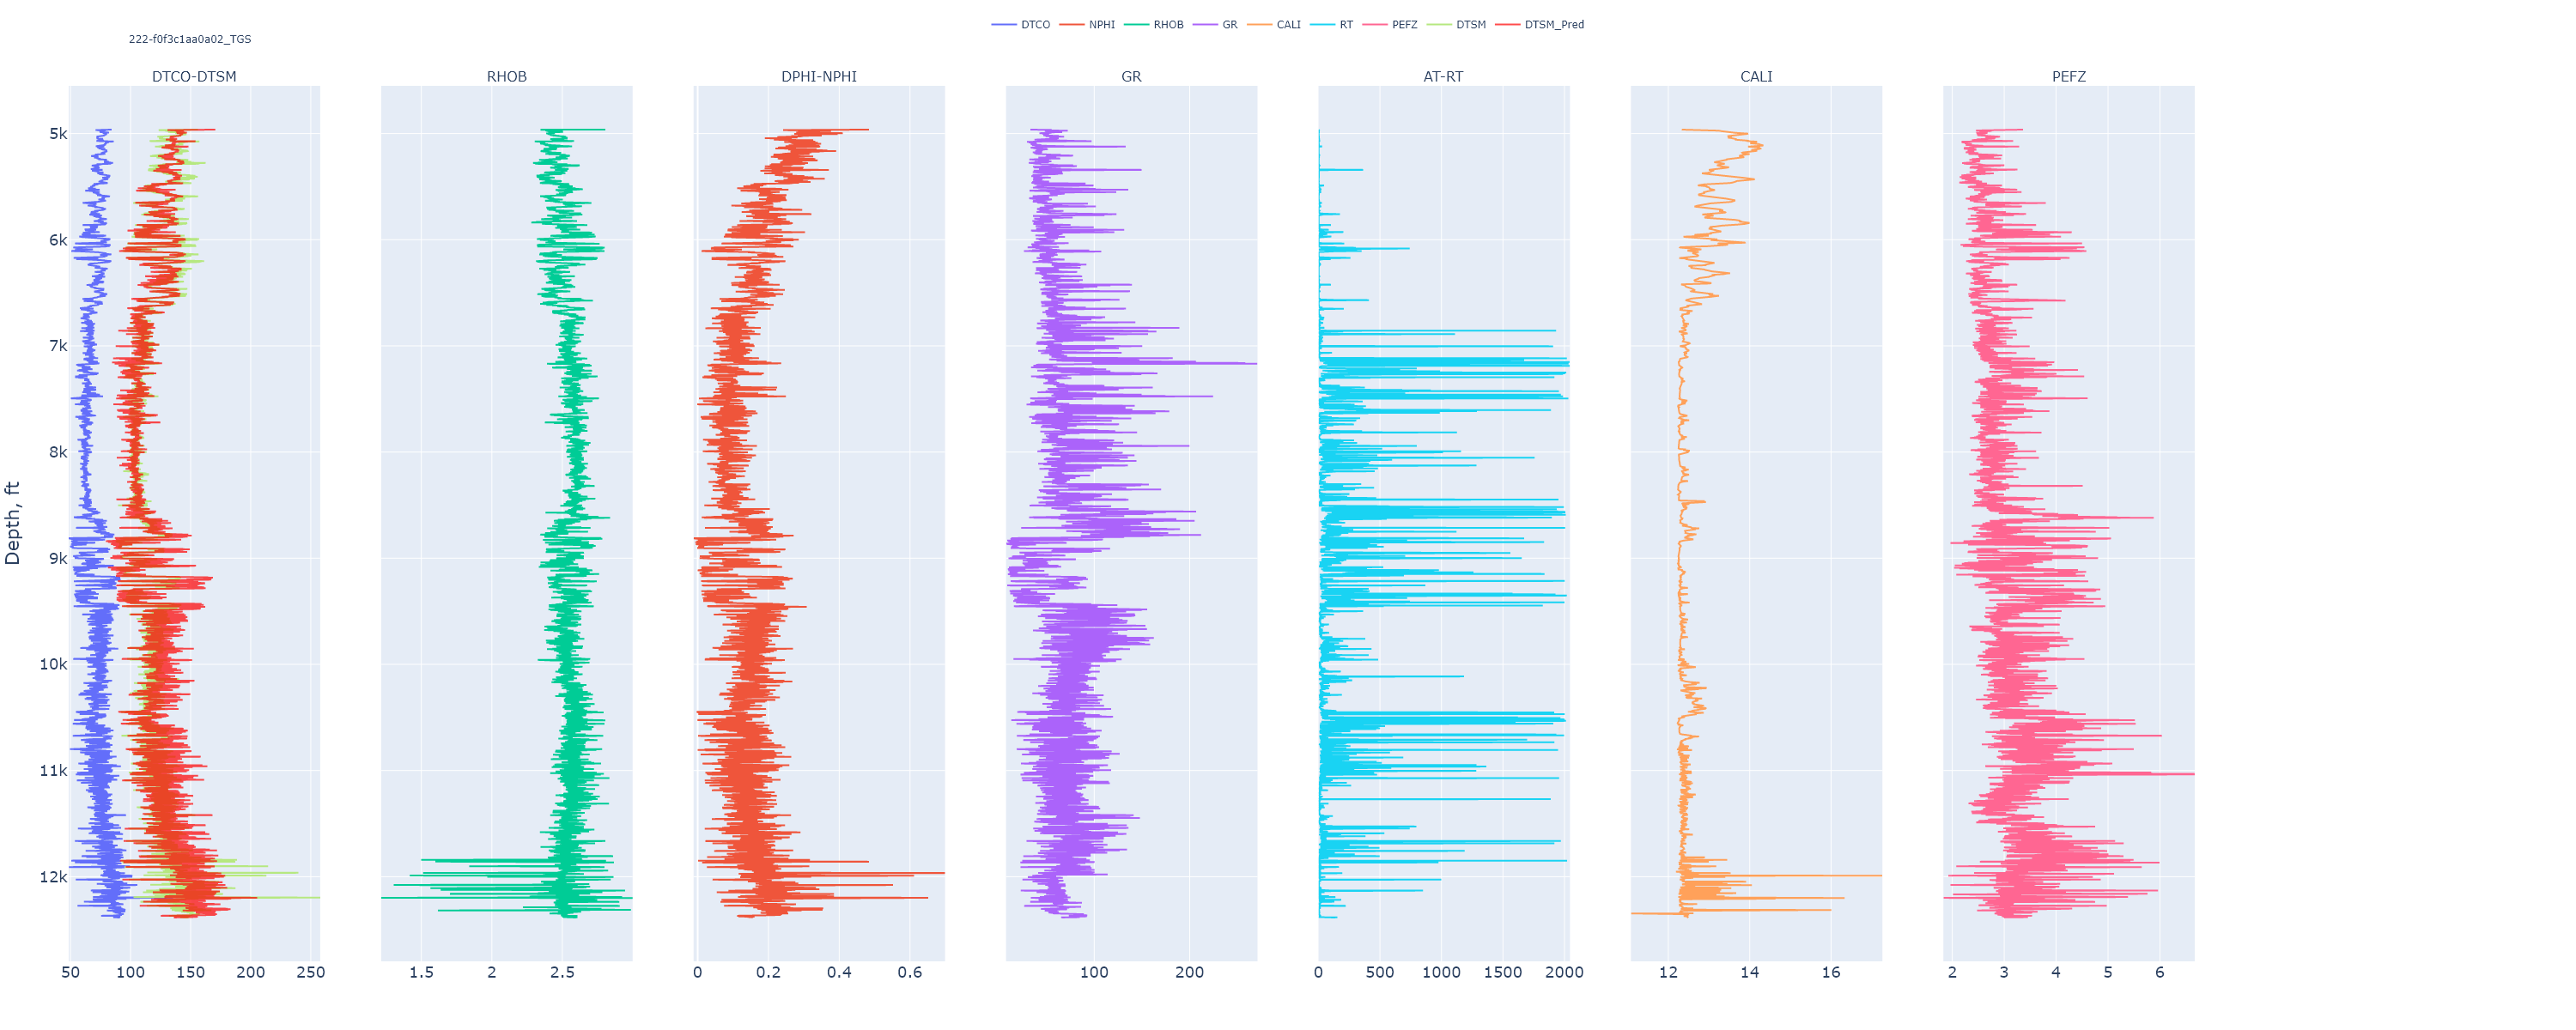 DTCO NPHI RHOB GR CALI RT PEFZ DTSM DTSM_Pred
222-f0f3c1aa0a02_TGS
DTCO-DTSM RHOB DPHI-NPHI GR AT-RT CALI PEFZ
Depth, ft
5k
6k
7k
8k
9k
10k
11k
12k
50 100 150 200 250 1.5 2 2.5 0 0.2 0.4 0.6 100 200 0 500 1000 1500 2000 12 14 16 2 3 4 5 6